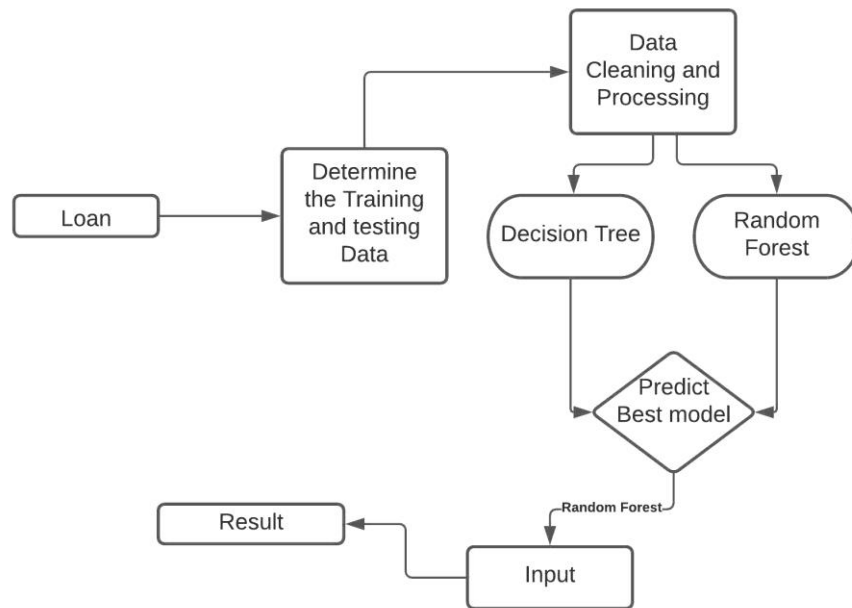 Data
Cleaning and
Processing
Loan
Determine
the Training
and testing
Data
Decision Tree
Random
Forest
Predict
Best model
Random Forest
Result
Input